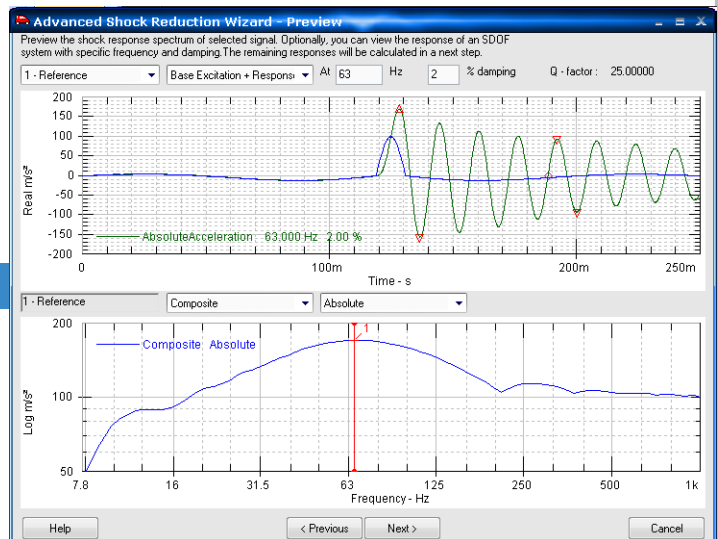 Advanced Shock Reduction Wizard - Preview
Preview the shock response spectrum of selected signal. Optionally, you can view the response of an SDOF
system with specific frequency and damping.The remaining responses will be calculated in a next step.
1 - Reference Base Excitation + Respons At 63 Hz 2 % damping Q - factor : 25.00000
200
150
100
50
0
-50
-100
-150
-200
Real m/s²
AbsoluteAcceleration 63.000 Hz 2.00 %
0 100m 200m 250m
Time - s
1 - Reference Composite Absolute
200
100
50
Log m/s²
Composite Absolute
1
7.8 16 31.5 63 125 250 500 1k
Frequency - Hz
Help < Previous Next > Cancel